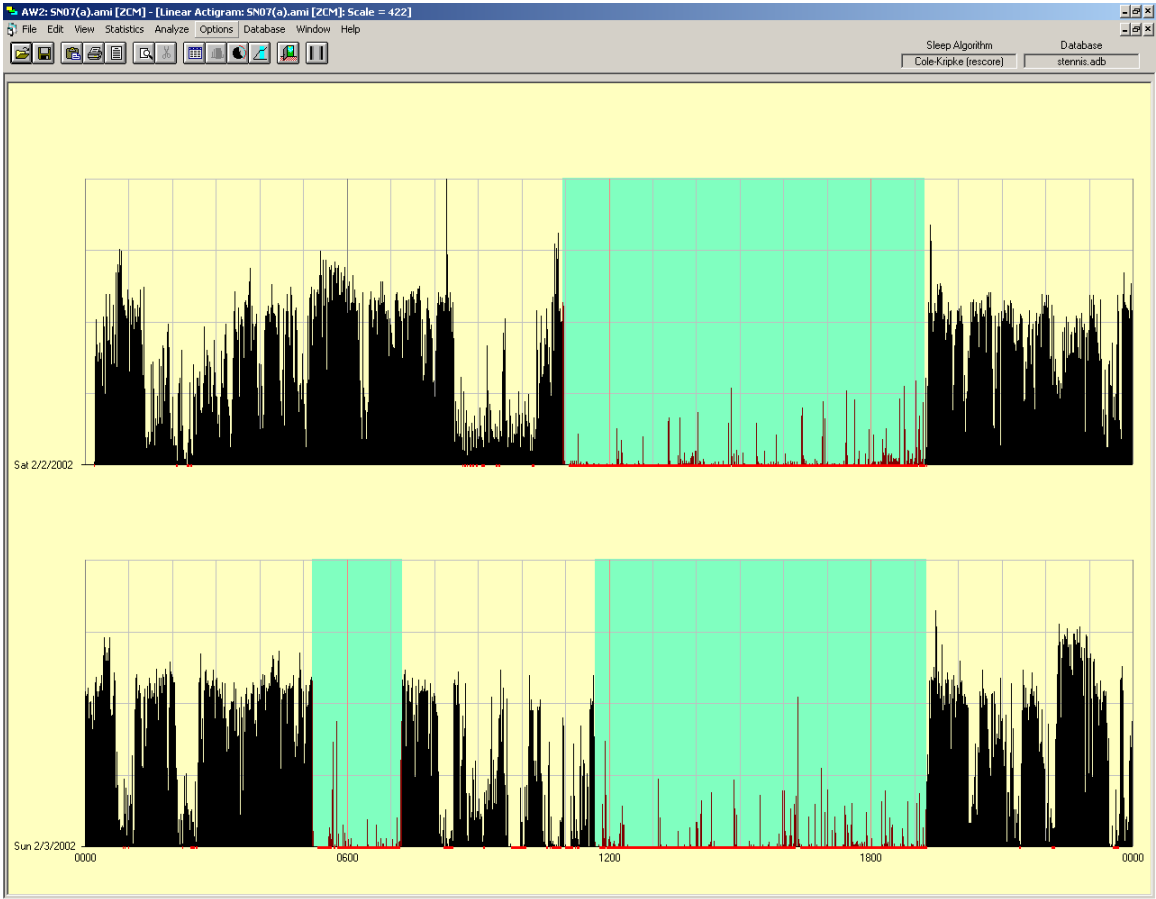 AW2: SN07(a).ami [ZCM] - [Linear Actigram: SN07(a).ami [ZCM]: Scale = 422]
File Edit View Statistics Analyze Options Database Window Help
Sleep Algorithm Database
Cole-Kripke (rescore) stennis.adb
Sat 2/2/2002
Sun 2/3/2002
0000 0600 1200 1800 0000